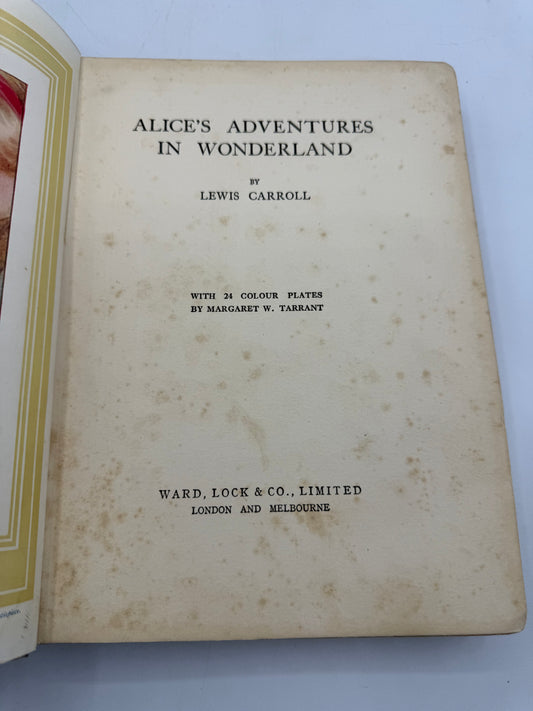 ALICE'S ADVENTURES
IN WONDERLAND
BY
LEWIS CARROLL
WITH 24 COLOUR PLATES
BY MARGARET W. TARRANT
WARD, LOCK & CO., LIMITED
LONDON AND MELBOURNE